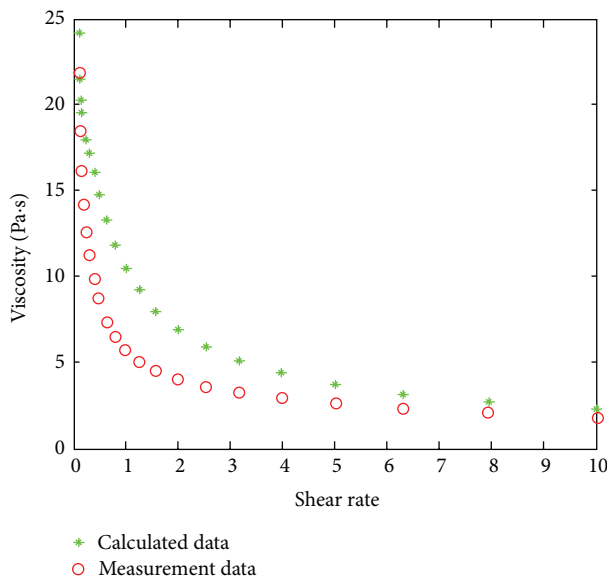 25
20
15
10
5
0
Viscosity (Pa·s)
0 1 2 3 4 5 6 7 8 9 10
Shear rate
Calculated data
Measurement data